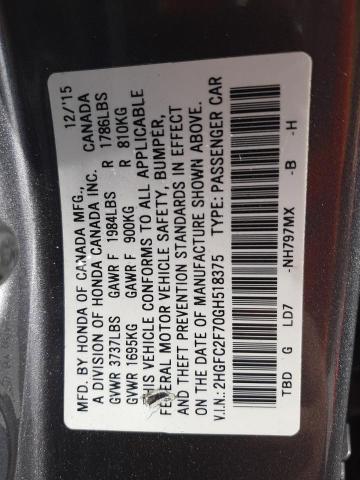 MFD. BY HONDA OF CANADA MFG., 12/'15
A DIVISION OF HONDA CANADA INC. CANADA
GVWR 3737LBS GAWR F 1984LBS R 1786LBS
GVWR 1695KG GAWR F 900KG R 810KG
THIS VEHICLE CONFORMS TO ALL APPLICABLE
FEDERAL MOTOR VEHICLE SAFETY, BUMPER,
AND THEFT PREVENTION STANDARDS IN EFFECT
ON THE DATE OF MANUFACTURE SHOWN ABOVE.
V.I.N.: 2HGFC2F70GH518375 TYPE: PASSENGER CAR
TBD G LD7 -NH797MX -B -H